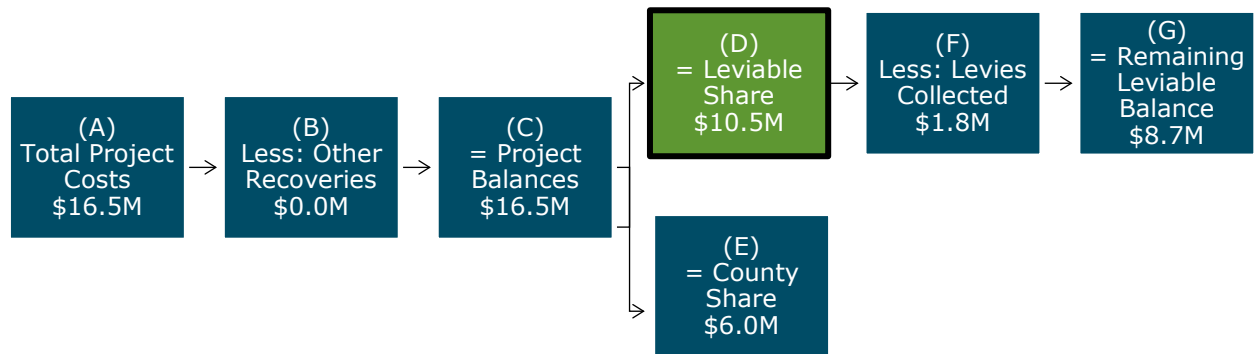 (A)
Total Project
Costs
$16.5M
(B)
Less: Other
Recoveries
$0.0M
(C)
= Project
Balances
$16.5M
(D)
= Leviable
Share
$10.5M
(E)
= County
Share
$6.0M
(F)
Less: Levies
Collected
$1.8M
(G)
= Remaining
Leviable
Balance
$8.7M